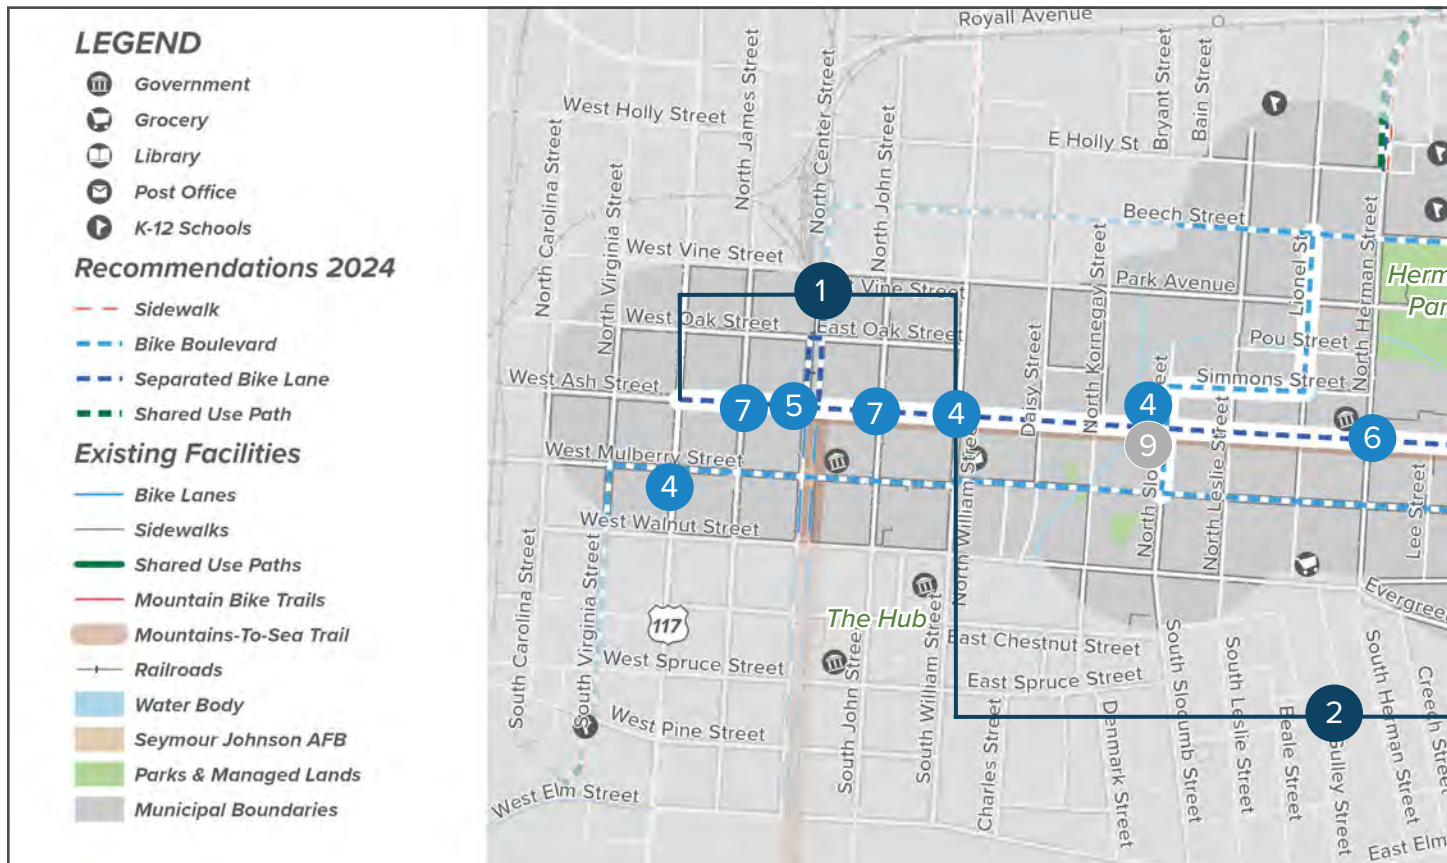 LEGEND
Government
Grocery
Library
Post Office
K-12 Schools
Recommendations 2024
Sidewalk
Bike Boulevard
Separated Bike Lane
Shared Use Path
Existing Facilities
Bike Lanes
Sidewalks
Shared Use Paths
Mountain Bike Trails
Mountains-To-Sea Trail
Railroads
Water Body
Seymour Johnson AFB
Parks & Managed Lands
Municipal Boundaries
Royall Avenue
West Holly Street
E Holly St
Bryant Street
Bain Street
North James Street
North Center Street
North John Street
North Carolina Street
North Virginia Street
Beech Street
West Vine Street
Vine Street
Park Avenue
Lionel St
North Herman Street
Herm
Par
1
West Oak Street
East Oak Street
Pou Street
Simmons Street
Daisy Street
North Kornegay Street
West Ash Street
7
5
7
4
4
9
6
West Mulberry Street
4
North William Street
North Slo
eet
North Leslie Street
Lee Street
West Walnut Street
Evergree
South Carolina Street
South Virginia Street
117
The Hub
East Chestnut Street
West Spruce Street
East Spruce Street
West Pine Street
South John Street
South William Street
Charles Street
Denmark Street
South Slocumb Street
South Leslie Street
Beale Street
2
Gulley Street
South Herman Street
Creech Street
West Elm Street
East Elm